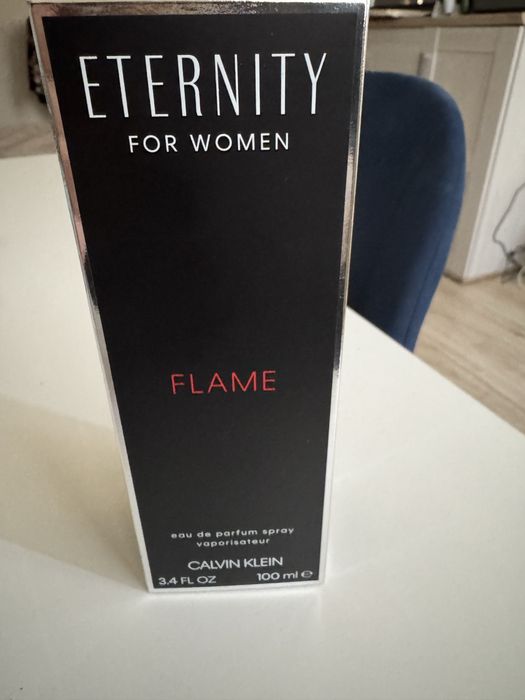 ETERNITY
FOR WOMEN
FLAME
eau de parfum spray
vaporisateur
CALVIN KLEIN
3.4 FL OZ 100 ml ℮